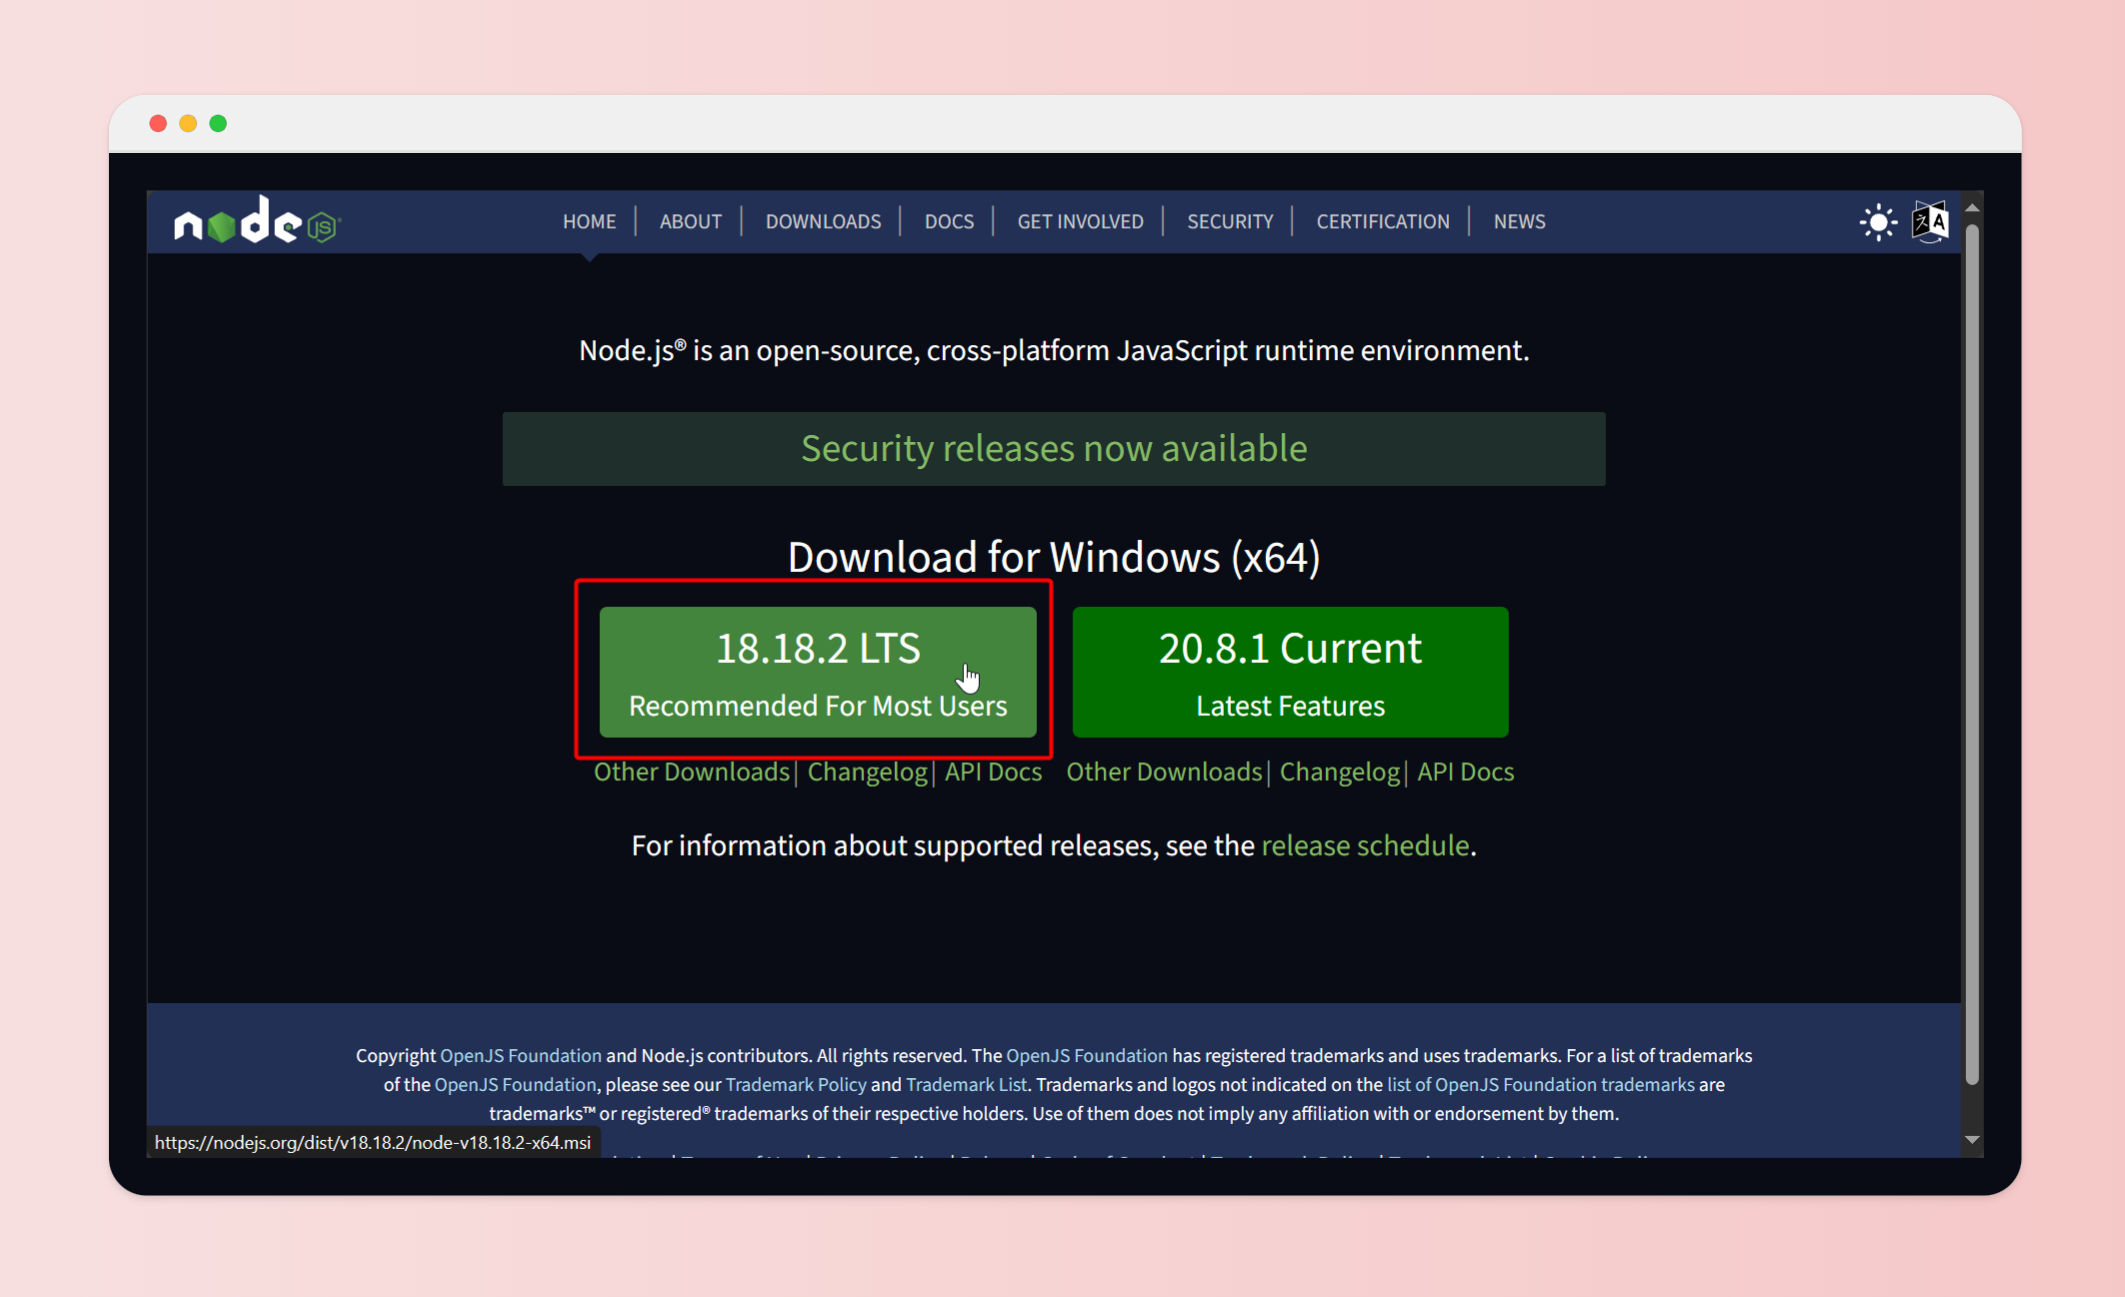 node JS
HOME | ABOUT | DOWNLOADS | DOCS | GET INVOLVED | SECURITY | CERTIFICATION | NEWS
Node.js® is an open-source, cross-platform JavaScript runtime environment.
Security releases now available
Download for Windows (x64)
18.18.2 LTS
Recommended For Most Users
20.8.1 Current
Latest Features
Other Downloads | Changelog | API Docs
Other Downloads | Changelog | API Docs
For information about supported releases, see the release schedule.
Copyright OpenJS Foundation and Node.js contributors. All rights reserved. The OpenJS Foundation has registered trademarks and uses trademarks. For a list of trademarks
of the OpenJS Foundation, please see our Trademark Policy and Trademark List. Trademarks and logos not indicated on the list of OpenJS Foundation trademarks are
trademarks™ or registered® trademarks of their respective holders. Use of them does not imply any affiliation with or endorsement by them.
https://nodejs.org/dist/v18.18.2/node-v18.18.2-x64.msi